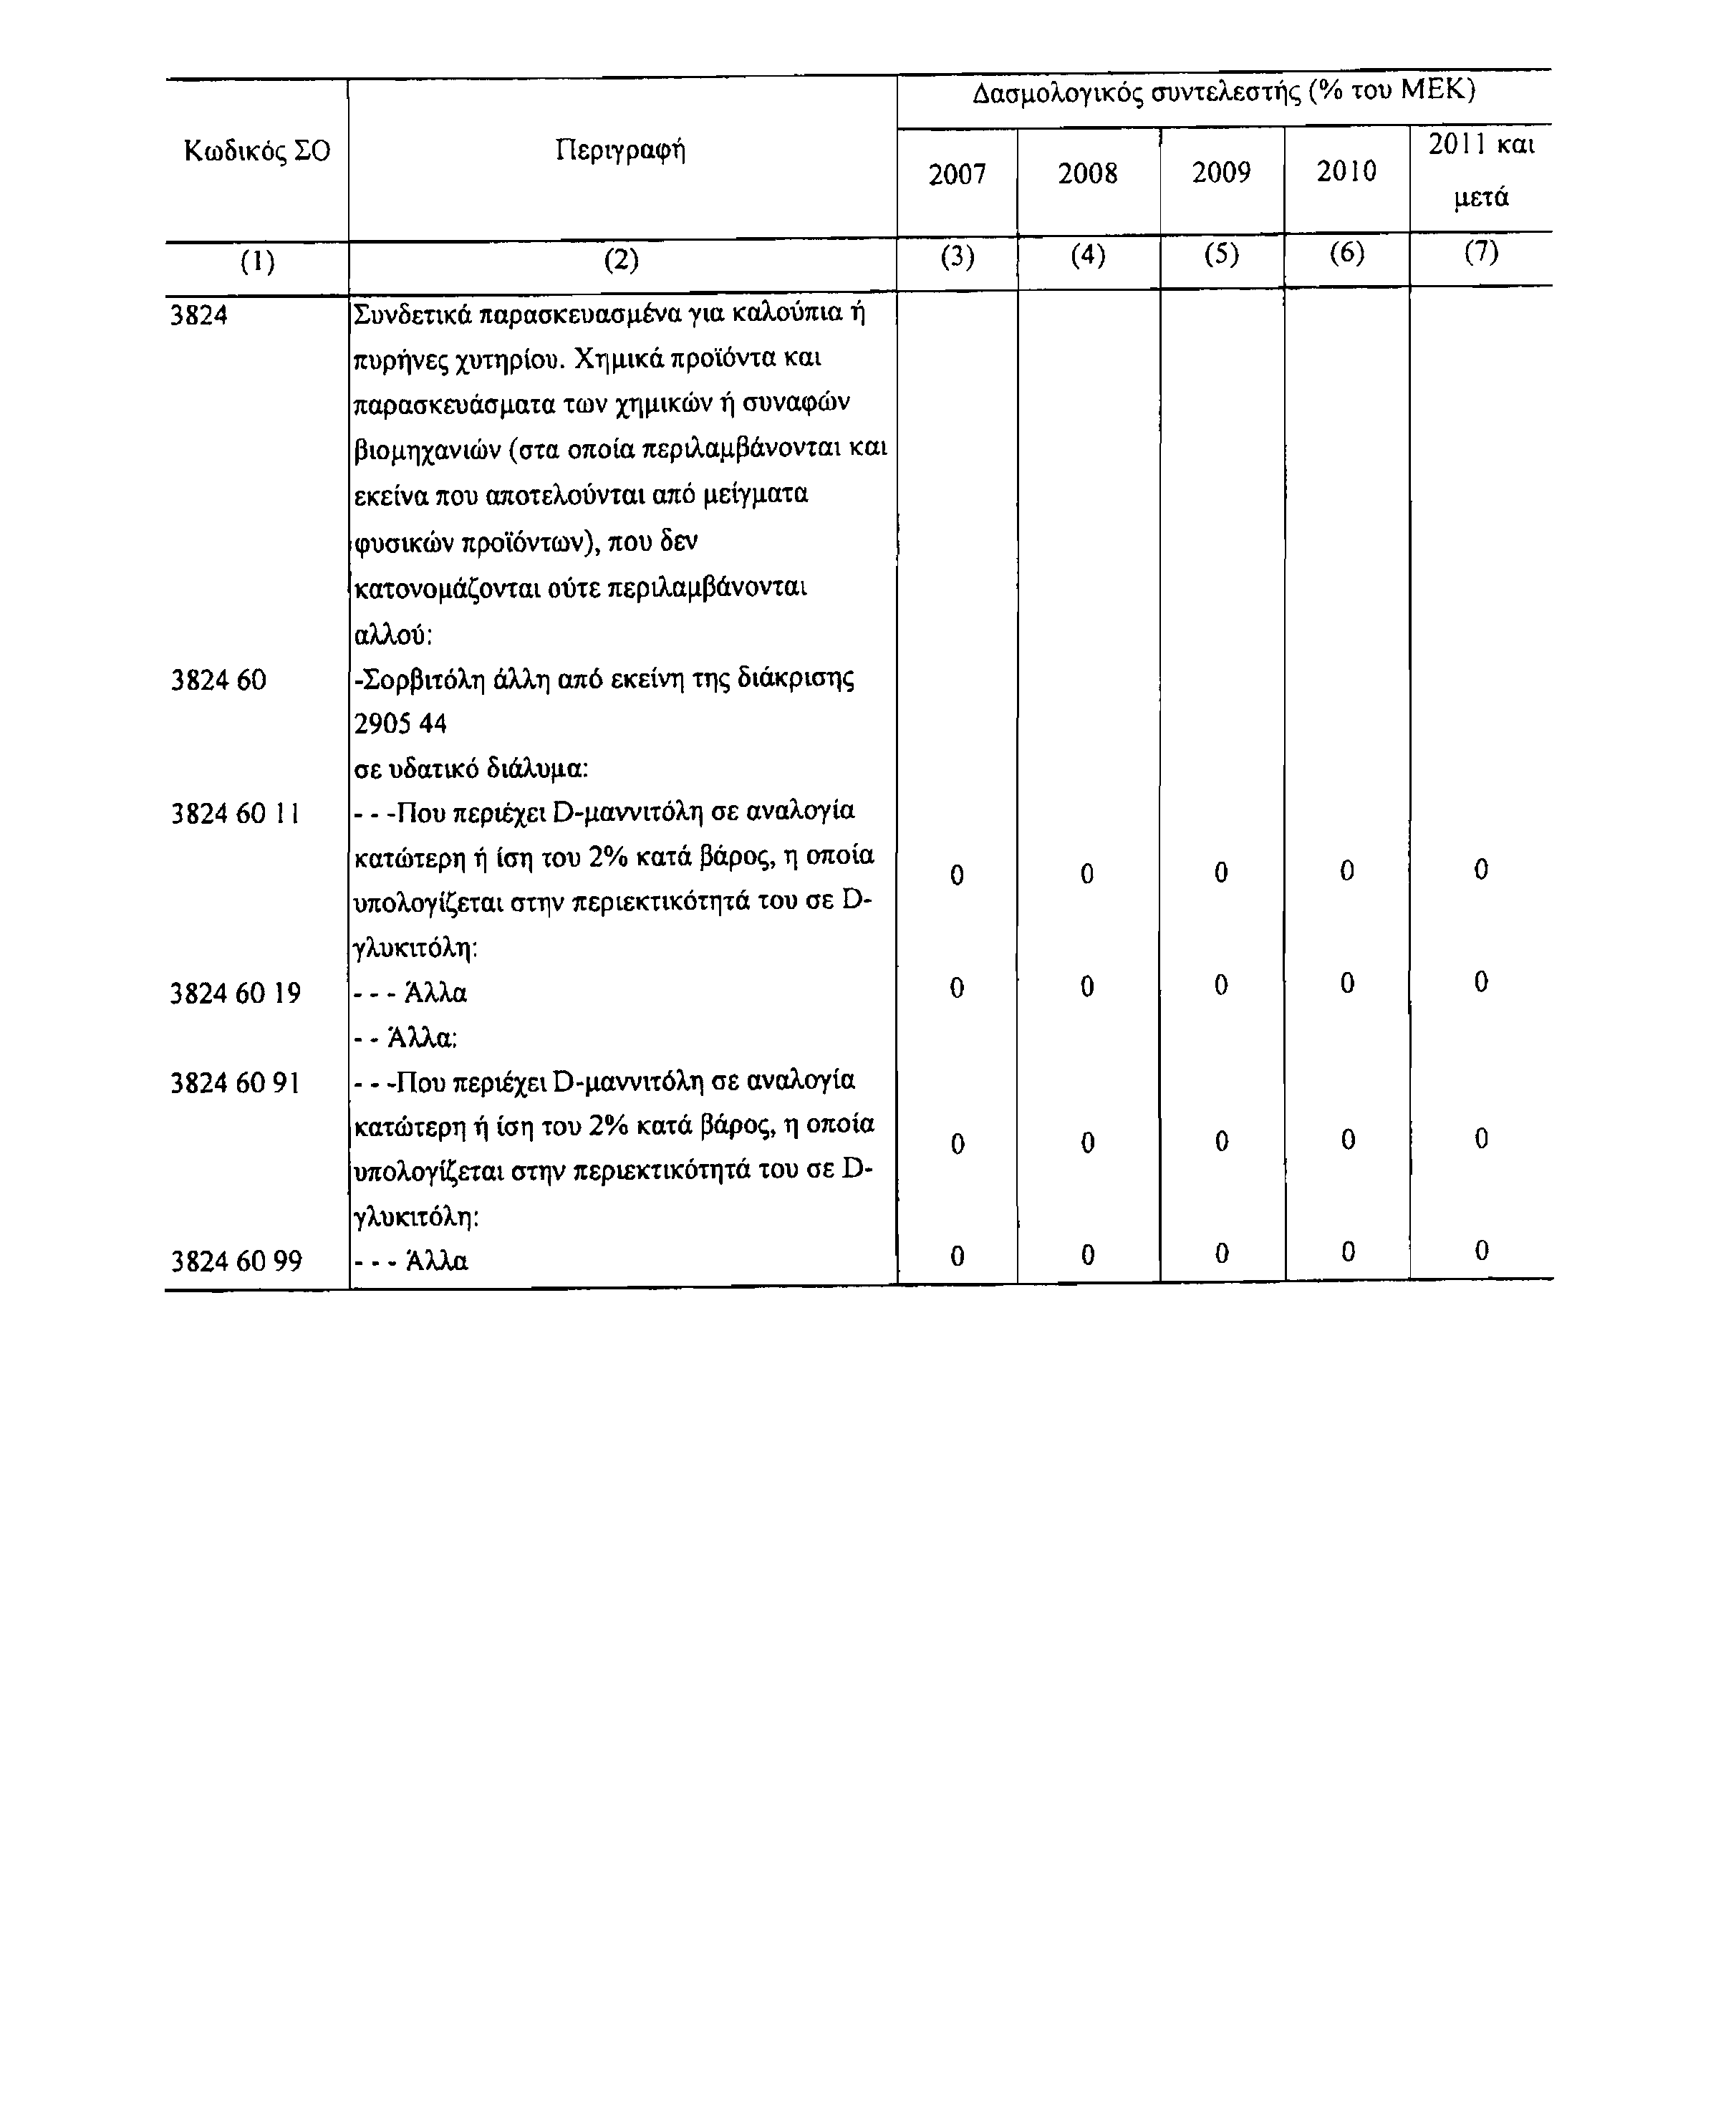 Δασμολογικός συντελεστής (% του ΜΕΚ)
Κωδικός ΣΟ Περιγραφή 2007 2008 2009 2010 2011 και
μετά
(1) (2) (3) (4) (5) (6) (7)
3824 Συνδετικά παρασκευασμένα για καλούπια ή
πυρήνες χυτηρίου. Χημικά προϊόντα και
παρασκευάσματα των χημικών ή συναφών
βιομηχανιών (στα οποία περιλαμβάνονται και
εκείνα που αποτελούνται από μείγματα
φυσικών προϊόντων), που δεν
κατονομάζονται ούτε περιλαμβάνονται
αλλού:
3824 60 -Σορβιτόλη άλλη από εκείνη της διάκρισης
2905 44
σε υδατικό διάλυμα:
3824 60 11 - - -Που περιέχει D-μαννιτόλη σε αναλογία
κατώτερη ή ίση του 2% κατά βάρος, η οποία
υπολογίζεται στην περιεκτικότητά του σε D-
γλυκιτόλη: 0 0 0 0 0
3824 60 19 - - - Άλλα 0 0 0 0 0
- - Άλλα:
3824 60 91 - - -Που περιέχει D-μαννιτόλη σε αναλογία
κατώτερη ή ίση του 2% κατά βάρος, η οποία
υπολογίζεται στην περιεκτικότητά του σε D-
γλυκιτόλη: 0 0 0 0 0
3824 60 99 - - - Άλλα 0 0 0 0 0